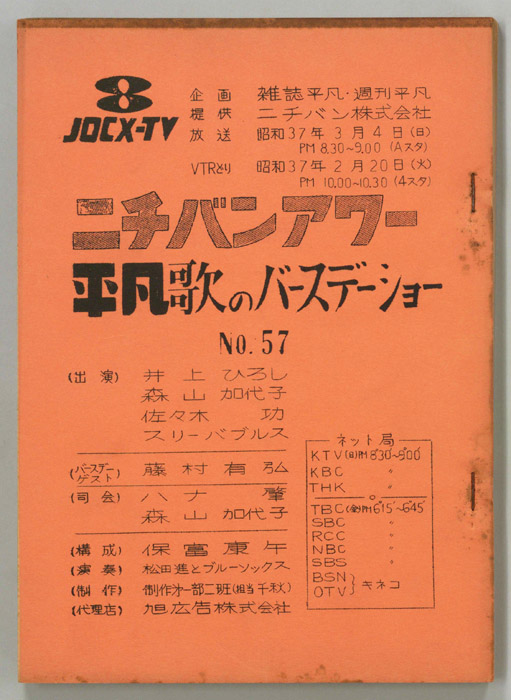 8
JOCX-TV
企画 雑誌平凡・週刊平凡
提供 ニチバン株式会社
放送 昭和37年3月4日(日)
PM 8.30~9.00 (Aスタ)
VTRどり 昭和37年2月20日(火)
PM 10.00~10.30 (4スタ)
ニチバンアワー
平凡歌のバースデーショー
No.57
(出演) 井上ひろし
森山加代子
佐々木功
スリーバブルス
(バースデーゲスト) 藤村有弘
(司会) ハナ肇
森山加代子
(構成) 保富康午
(演奏) 松田進とブルーソックス
(制作) 制作才一部二班(担当千秋)
(代理店) 旭広告株式会社
ネット局
KTV(日)PM8'30~9'00'
KBC 〃
THK 〃
TBC(金)PM6'15'~6'45'
SBC 〃
RCC 〃
NBC 〃
SBS 〃
BSN
OTV } キネコ